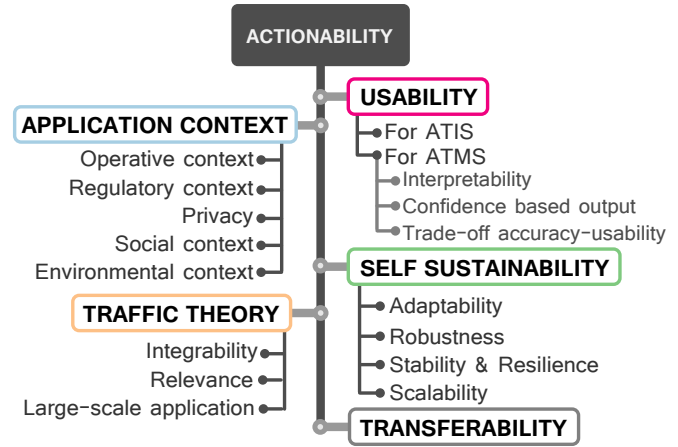 ACTIONABILITY
USABILITY
For ATIS
For ATMS
Interpretability
Confidence based output
Trade-off accuracy-usability
APPLICATION CONTEXT
Operative context
Regulatory context
Privacy
Social context
Environmental context
SELF SUSTAINABILITY
Adaptability
Robustness
Stability & Resilience
Scalability
TRAFFIC THEORY
Integrability
Relevance
Large-scale application
TRANSFERABILITY